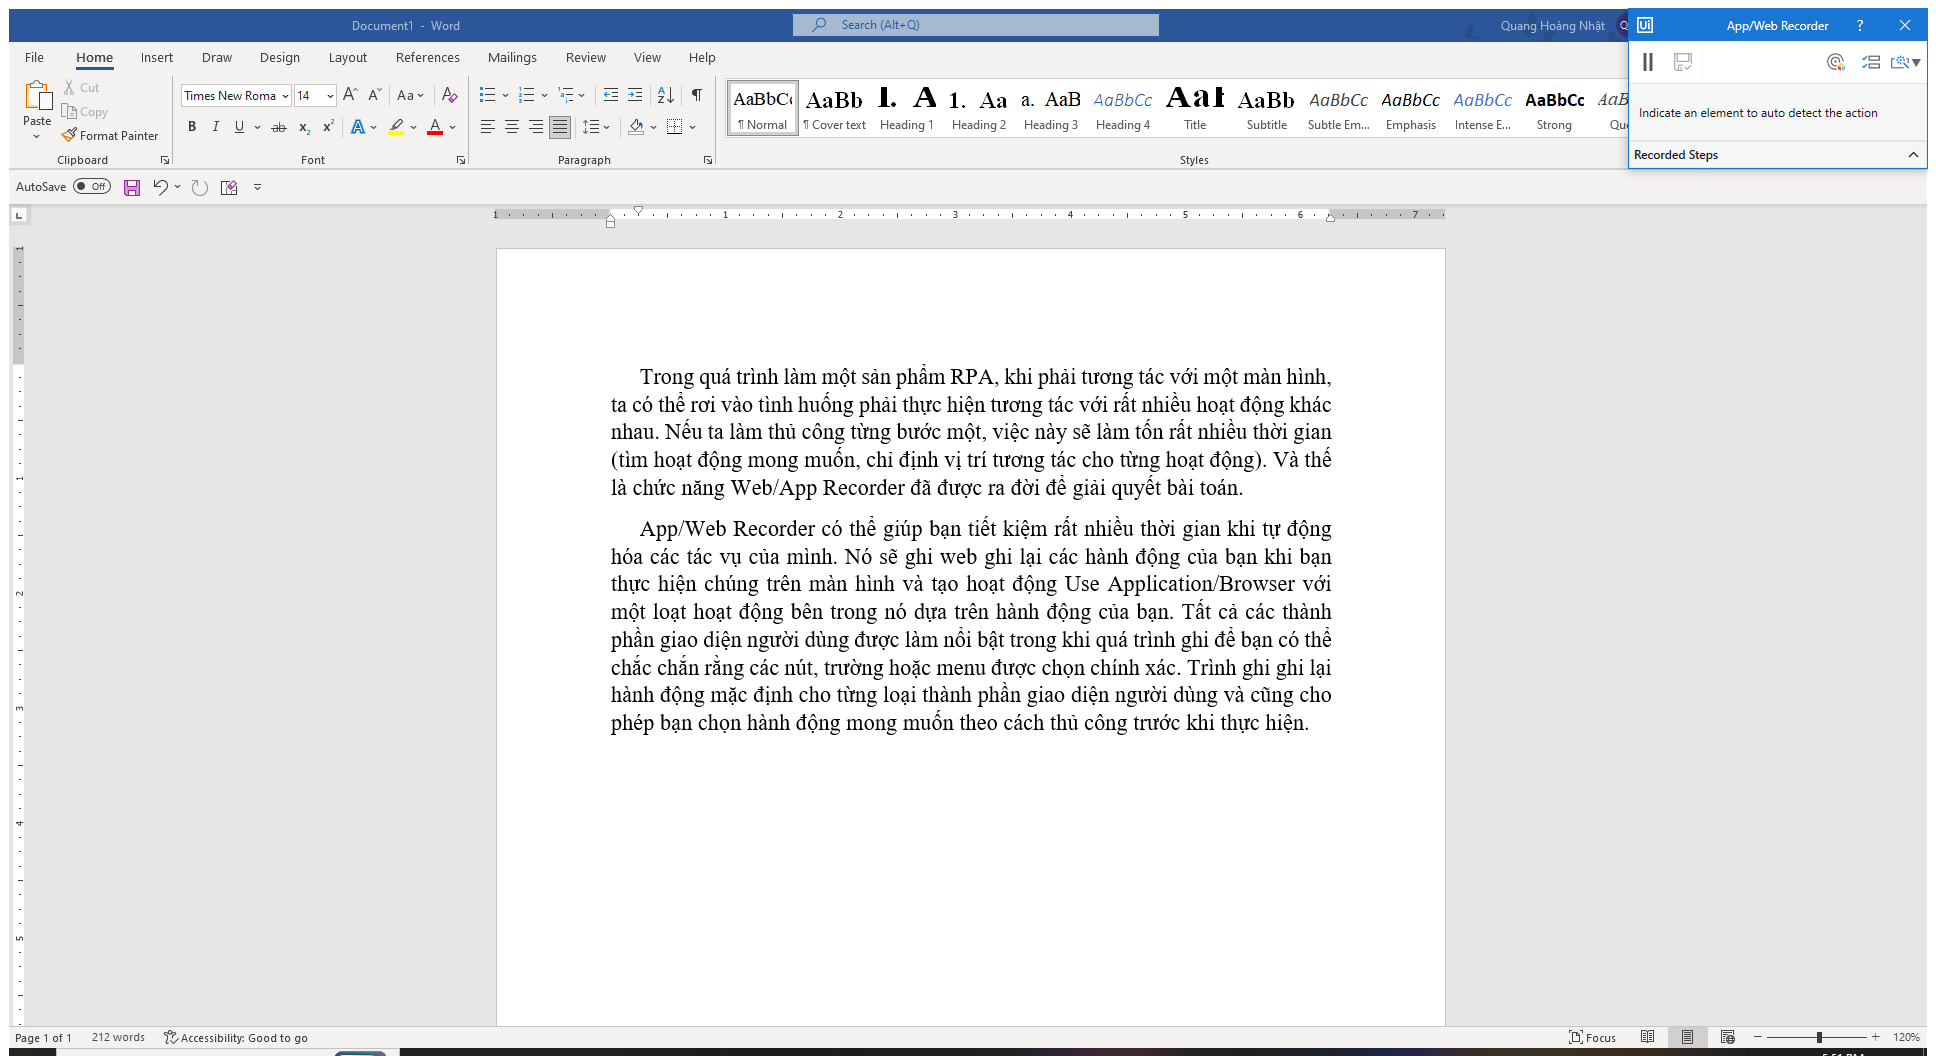 Document1 - Word
Search (Alt+Q)
Quang Hoàng Nhật
App/Web Recorder
File Home Insert Draw Design Layout References Mailings Review View Help
Paste
Cut
Copy
Format Painter
Clipboard
Times New Roma 14
Font
Paragraph
AaBbCc AaBb 1. A 1. Aa a. AaB AaBbCc AaB AaBb AaBbCc AaBbCc AaBbCc AaBbCc
¶ Normal ¶ Cover text Heading 1 Heading 2 Heading 3 Heading 4 Title Subtitle Subtle Em... Emphasis Intense E... Strong
Styles
Indicate an element to auto detect the action
Recorded Steps
AutoSave Off
1 1 2 3 4 5 6 7
Trong quá trình làm một sản phẩm RPA, khi phải tương tác với một màn hình,
ta có thể rơi vào tình huống phải thực hiện tương tác với rất nhiều hoạt động khác
nhau. Nếu ta làm thủ công từng bước một, việc này sẽ làm tốn rất nhiều thời gian
(tìm hoạt động mong muốn, chỉ định vị trí tương tác cho từng hoạt động). Và thế
là chức năng Web/App Recorder đã được ra đời để giải quyết bài toán.
App/Web Recorder có thể giúp bạn tiết kiệm rất nhiều thời gian khi tự động
hóa các tác vụ của mình. Nó sẽ ghi web ghi lại các hành động của bạn khi bạn
thực hiện chúng trên màn hình và tạo hoạt động Use Application/Browser với
một loạt hoạt động bên trong nó dựa trên hành động của bạn. Tất cả các thành
phần giao diện người dùng được làm nổi bật trong khi quá trình ghi để bạn có thể
chắc chắn rằng các nút, trường hoặc menu được chọn chính xác. Trình ghi ghi lại
hành động mặc định cho từng loại thành phần giao diện người dùng và cũng cho
phép bạn chọn hành động mong muốn theo cách thủ công trước khi thực hiện.
Page 1 of 1 212 words Accessibility: Good to go
Focus
120%